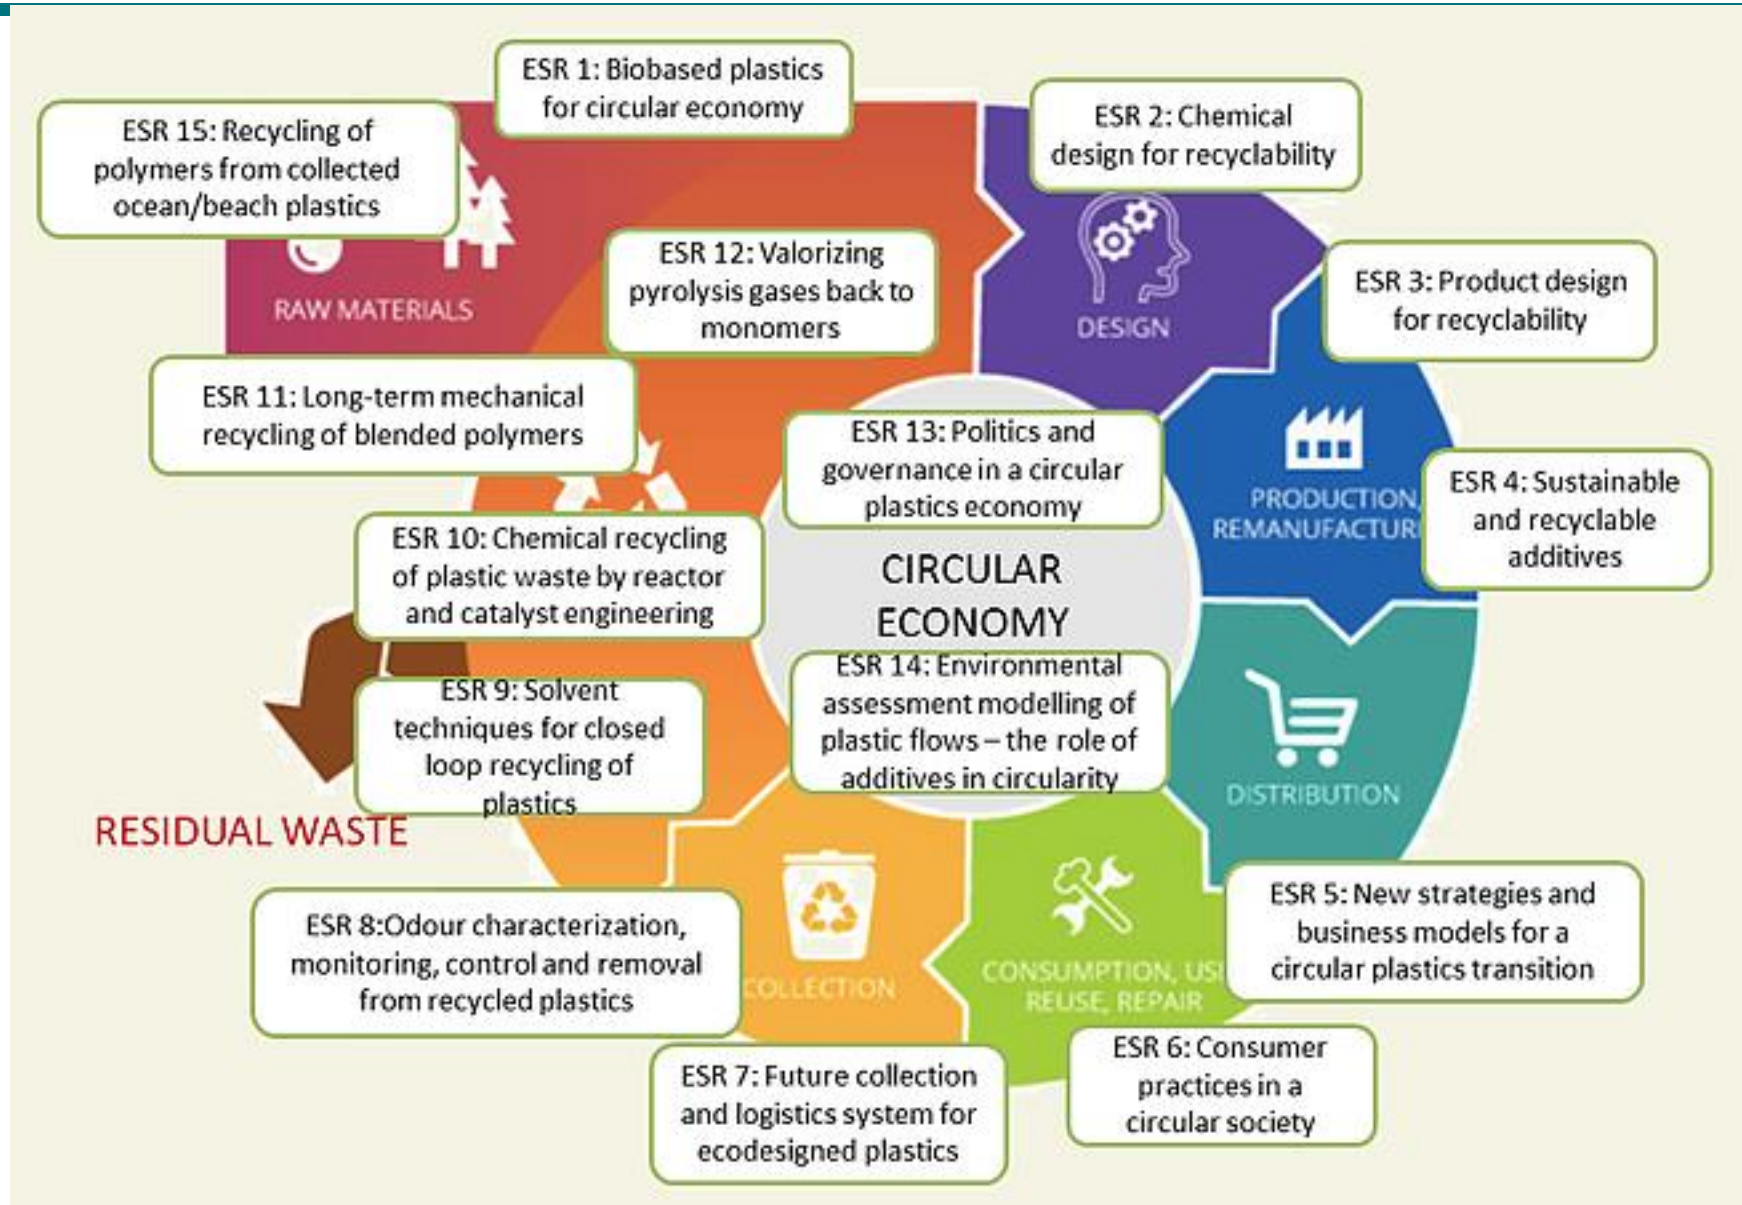 ESR 1: Biobased plastics
for circular economy
ESR 15: Recycling of
polymers from collected
ocean/beach plastics
ESR 2: Chemical
design for recyclability
ESR 12: Valorizing
pyrolysis gases back to
monomers
RAW MATERIALS
DESIGN
ESR 3: Product design
for recyclability
ESR 11: Long-term mechanical
recycling of blended polymers
ESR 13: Politics and
governance in a circular
plastics economy
PRODUCTION,
REMANUFACTUR
ESR 4: Sustainable
and recyclable
additives
ESR 10: Chemical recycling
of plastic waste by reactor
and catalyst engineering
CIRCULAR
ECONOMY
ESR 14: Environmental
assessment modelling of
plastic flows – the role of
additives in circularity
ESR 9: Solvent
techniques for closed
loop recycling of
plastics
DISTRIBUTION
RESIDUAL WASTE
ESR 8:Odour characterization,
monitoring, control and removal
from recycled plastics
COLLECTION
CONSUMPTION, US
REUSE, REPAIR
ESR 5: New strategies and
business models for a
circular plastics transition
ESR 7: Future collection
and logistics system for
ecodesigned plastics
ESR 6: Consumer
practices in a
circular society